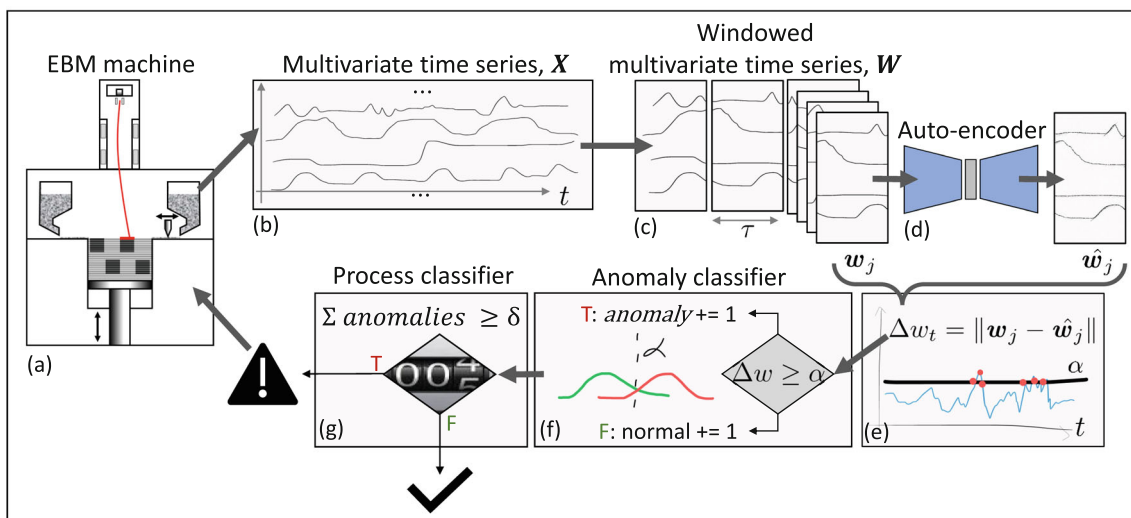 EBM machine
(a)
Multivariate time series, X
...
...
t
(b)
Windowed
multivariate time series, W
τ
(c)
Auto-encoder
(d)
w_j
ŵ_j
Δw_t = ‖w_j − ŵ_j‖
α
t
(e)
Anomaly classifier
T: anomaly += 1
α
Δw ≥ α
F: normal += 1
(f)
Process classifier
Σ anomalies ≥ δ
T
F
(g)
!